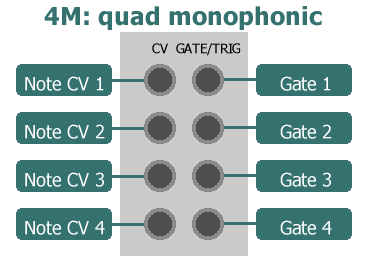 4M: quad monophonic
CV GATE/TRIG
Note CV 1 Gate 1
Note CV 2 Gate 2
Note CV 3 Gate 3
Note CV 4 Gate 4